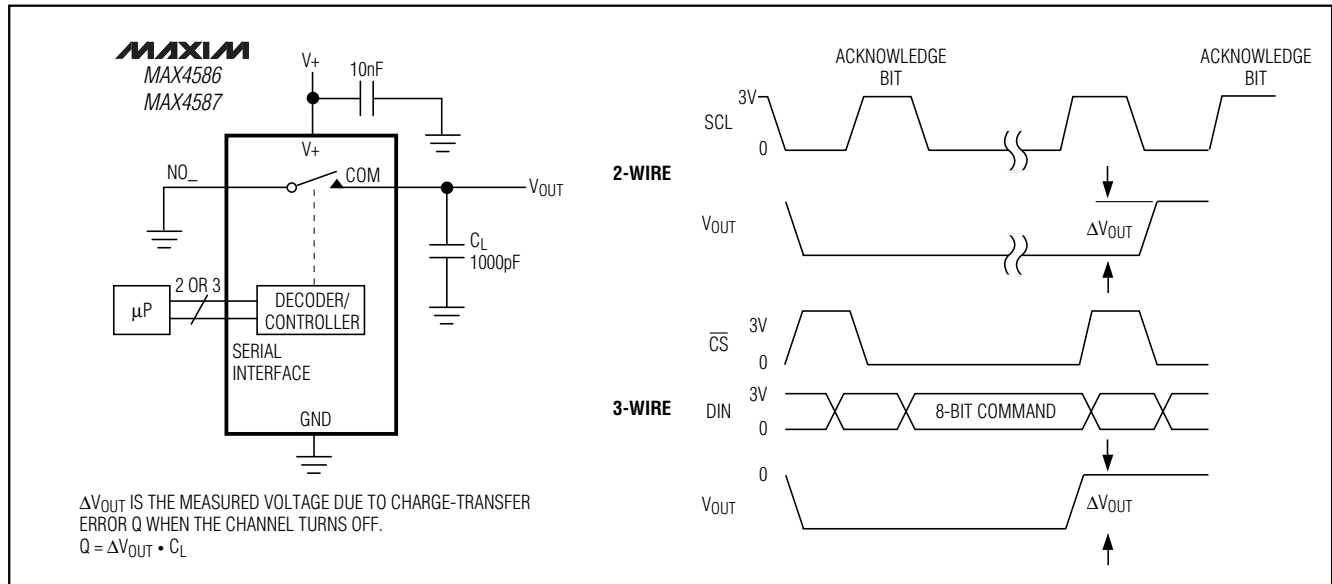 MAXIM
MAX4586
MAX4587
V+
10nF
V+
NO_
COM
VOUT
CL
1000pF
2 OR 3
µP
DECODER/
CONTROLLER
SERIAL
INTERFACE
GND
ΔVOUT IS THE MEASURED VOLTAGE DUE TO CHARGE-TRANSFER
ERROR Q WHEN THE CHANNEL TURNS OFF.
Q = ΔVOUT • CL
ACKNOWLEDGE
BIT
ACKNOWLEDGE
BIT
3V
SCL
0
2-WIRE
VOUT
ΔVOUT
3V
CS
0
3-WIRE
3V
DIN
8-BIT COMMAND
0
0
VOUT
ΔVOUT